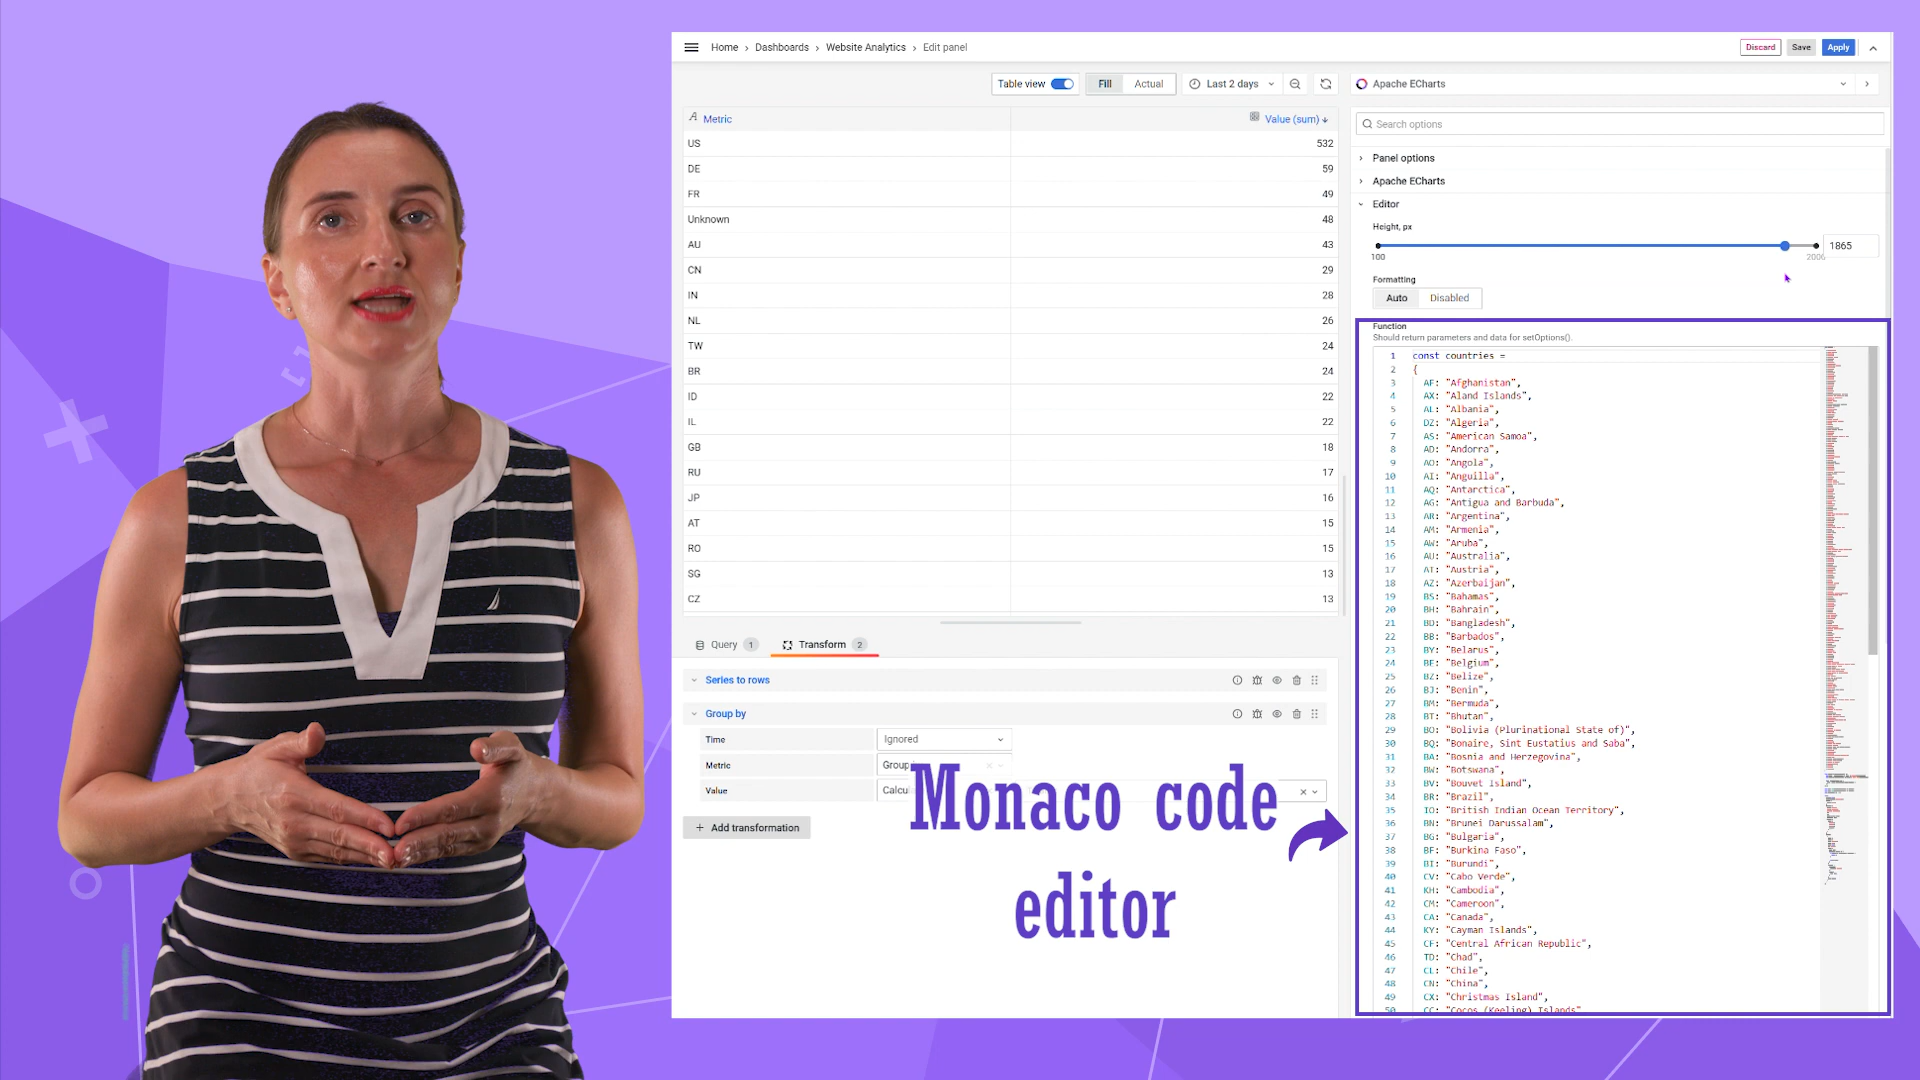 Home › Dashboards › Website Analytics › Edit panel
Discard Save Apply
Table view Fill Actual Last 2 days
Apache ECharts
Metric Value (sum)
Search options
US 532
DE 59
FR 49
Unknown 48
AU 43
CN 29
IN 28
NL 26
TW 24
BR 24
ID 22
IL 22
GB 18
RU 17
JP 16
AT 15
RO 15
SG 13
CZ 13
Query 1 Transform 2
Series to rows
Group by
Time Ignored
Metric Group
Value
+ Add transformation
Monaco code
editor
Panel options
Apache ECharts
Editor
Height, px
1865
100 2000
Formatting
Auto Disabled
Function
Should return parameters and data for setOptions().
1 const countries =
2 {
3 AF: "Afghanistan",
4 AX: "Aland Islands",
5 AL: "Albania",
6 DZ: "Algeria",
7 AS: "American Samoa",
8 AD: "Andorra",
9 AO: "Angola",
10 AI: "Anguilla",
11 AQ: "Antarctica",
12 AG: "Antigua and Barbuda",
13 AR: "Argentina",
14 AM: "Armenia",
15 AW: "Aruba",
16 AU: "Australia",
17 AT: "Austria",
18 AZ: "Azerbaijan",
19 BS: "Bahamas",
20 BH: "Bahrain",
21 BD: "Bangladesh",
22 BB: "Barbados",
23 BY: "Belarus",
24 BE: "Belgium",
25 BZ: "Belize",
26 BJ: "Benin",
27 BM: "Bermuda",
28 BT: "Bhutan",
29 BO: "Bolivia (Plurinational State of)",
30 BQ: "Bonaire, Sint Eustatius and Saba",
31 BA: "Bosnia and Herzegovina",
32 BW: "Botswana",
33 BV: "Bouvet Island",
34 BR: "Brazil",
35 IO: "British Indian Ocean Territory",
36 BN: "Brunei Darussalam",
37 BG: "Bulgaria",
38 BF: "Burkina Faso",
39 BI: "Burundi",
40 CV: "Cabo Verde",
41 KH: "Cambodia",
42 CM: "Cameroon",
43 CA: "Canada",
44 KY: "Cayman Islands",
45 CF: "Central African Republic",
46 TD: "Chad",
47 CL: "Chile",
48 CN: "China",
49 CX: "Christmas Island",
50 CC: "Cocos (Keeling) Islands"